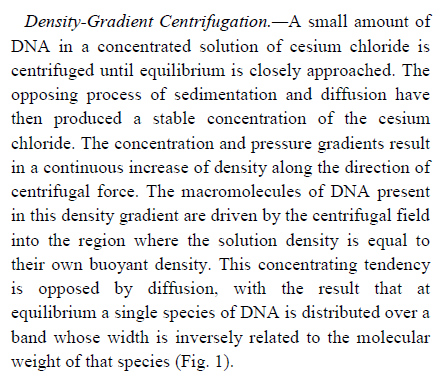 Density-Gradient Centrifugation.—A small amount of
DNA in a concentrated solution of cesium chloride is
centrifuged until equilibrium is closely approached. The
opposing process of sedimentation and diffusion have
then produced a stable concentration of the cesium
chloride. The concentration and pressure gradients result
in a continuous increase of density along the direction of
centrifugal force. The macromolecules of DNA present
in this density gradient are driven by the centrifugal field
into the region where the solution density is equal to
their own buoyant density. This concentrating tendency
is opposed by diffusion, with the result that at
equilibrium a single species of DNA is distributed over a
band whose width is inversely related to the molecular
weight of that species (Fig. 1).